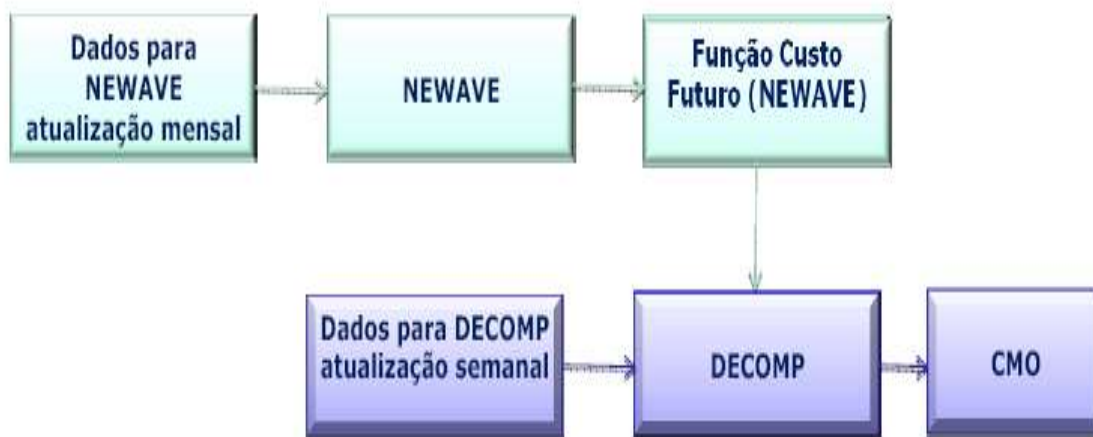 Dados para
NEWAVE
atualização mensal
NEWAVE
Função Custo
Futuro (NEWAVE)
Dados para DECOMP
atualização semanal
DECOMP
CMO